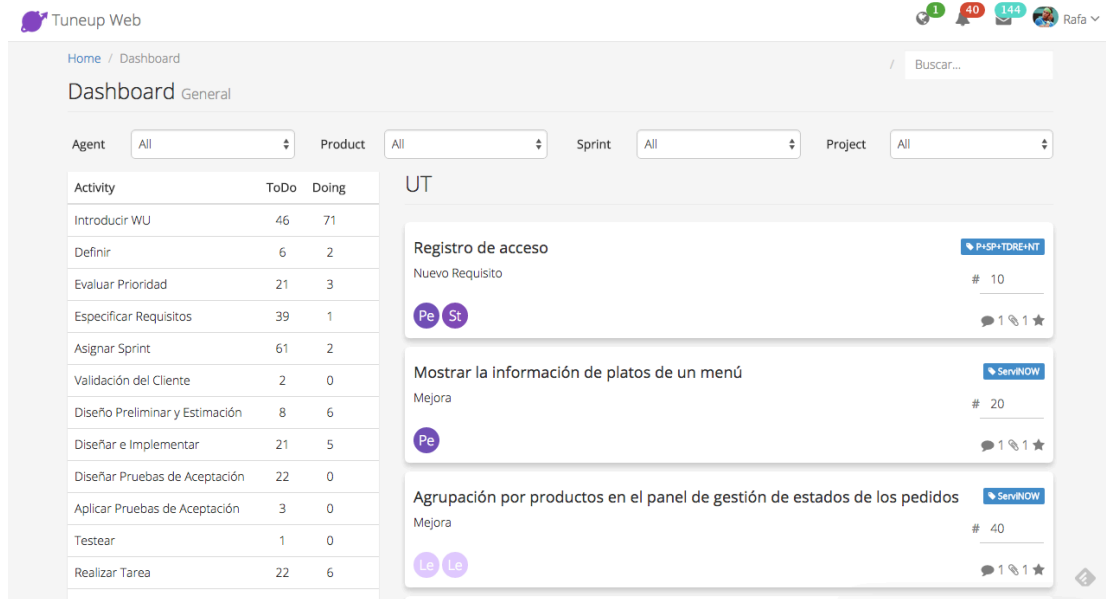 Tuneup Web 1 40 144 Rafa
Home / Dashboard / Buscar...
Dashboard General
Agent All Product All Sprint All Project All
Activity ToDo Doing
Introducir WU 46 71
Definir 6 2
Evaluar Prioridad 21 3
Especificar Requisitos 39 1
Asignar Sprint 61 2
Validación del Cliente 2 0
Diseño Preliminar y Estimación 8 6
Diseñar e Implementar 21 5
Diseñar Pruebas de Aceptación 22 0
Aplicar Pruebas de Aceptación 3 0
Testear 1 0
Realizar Tarea 22 6
UT
Registro de acceso P+SP+TDRE+NT
Nuevo Requisito
# 10
Pe St
1 1
Mostrar la información de platos de un menú ServiNOW
Mejora
# 20
Pe
1 1
Agrupación por productos en el panel de gestión de estados de los pedidos ServiNOW
Mejora
# 40
Le Le
1 1